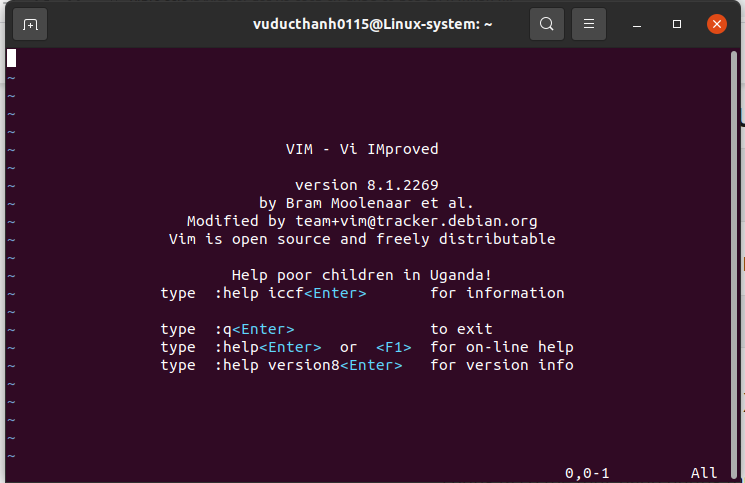 vuducthanh0115@Linux-system: ~
~
~
~
~
VIM - Vi IMproved
~
~
version 8.1.2269
~
by Bram Moolenaar et al.
~
Modified by team+vim@tracker.debian.org
~
Vim is open source and freely distributable
~
~
Help poor children in Uganda!
~
type :help iccf<Enter> for information
~
~
type :q<Enter> to exit
~
type :help<Enter> or <F1> for on-line help
~
type :help version8<Enter> for version info
~
~
~
~
~
0,0-1 All